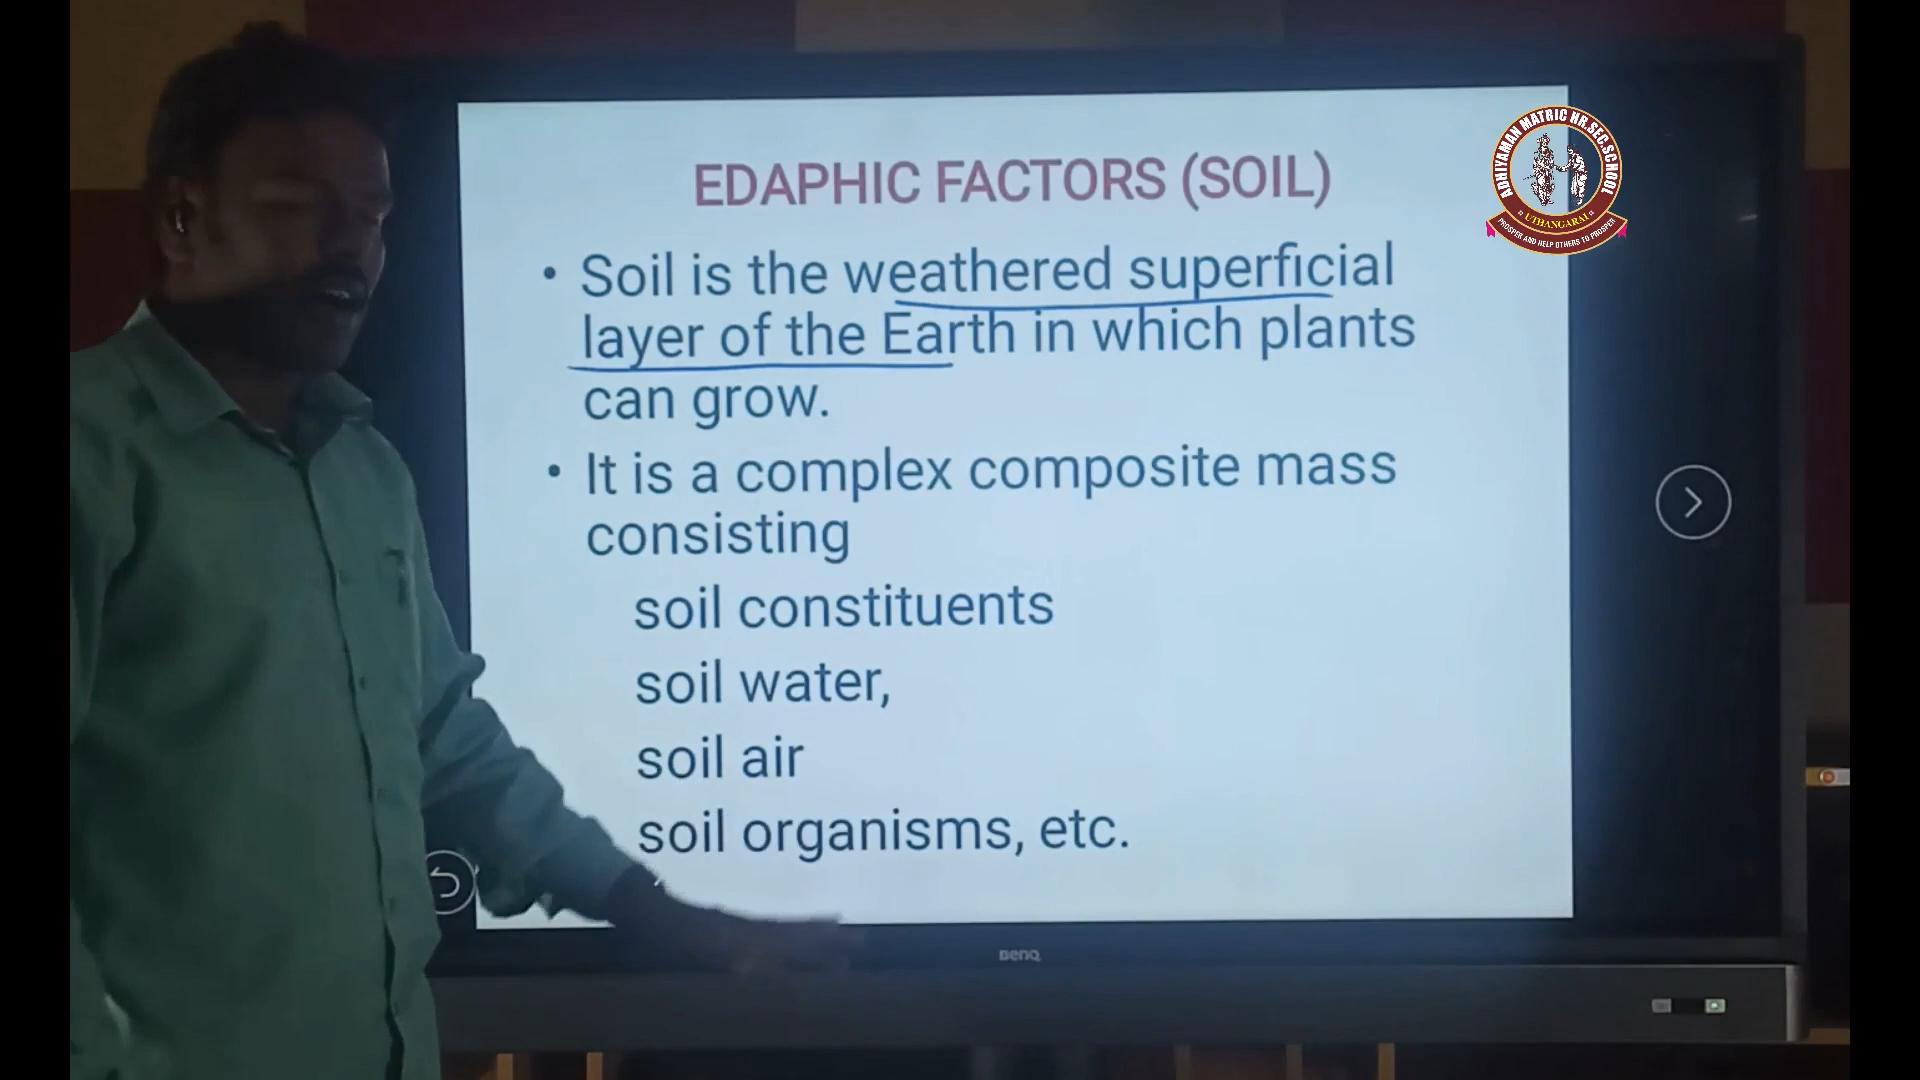 EDAPHIC FACTORS (SOIL)
• Soil is the weathered superficial
layer of the Earth in which plants
can grow.
• It is a complex composite mass
consisting
soil constituents
soil water,
soil air
soil organisms, etc.
ADHIYAMAN MATRIC HR.SEC.SCHOOL
UTHANGARAI
PROSPER AND HELP OTHERS TO PROSPER
BenQ